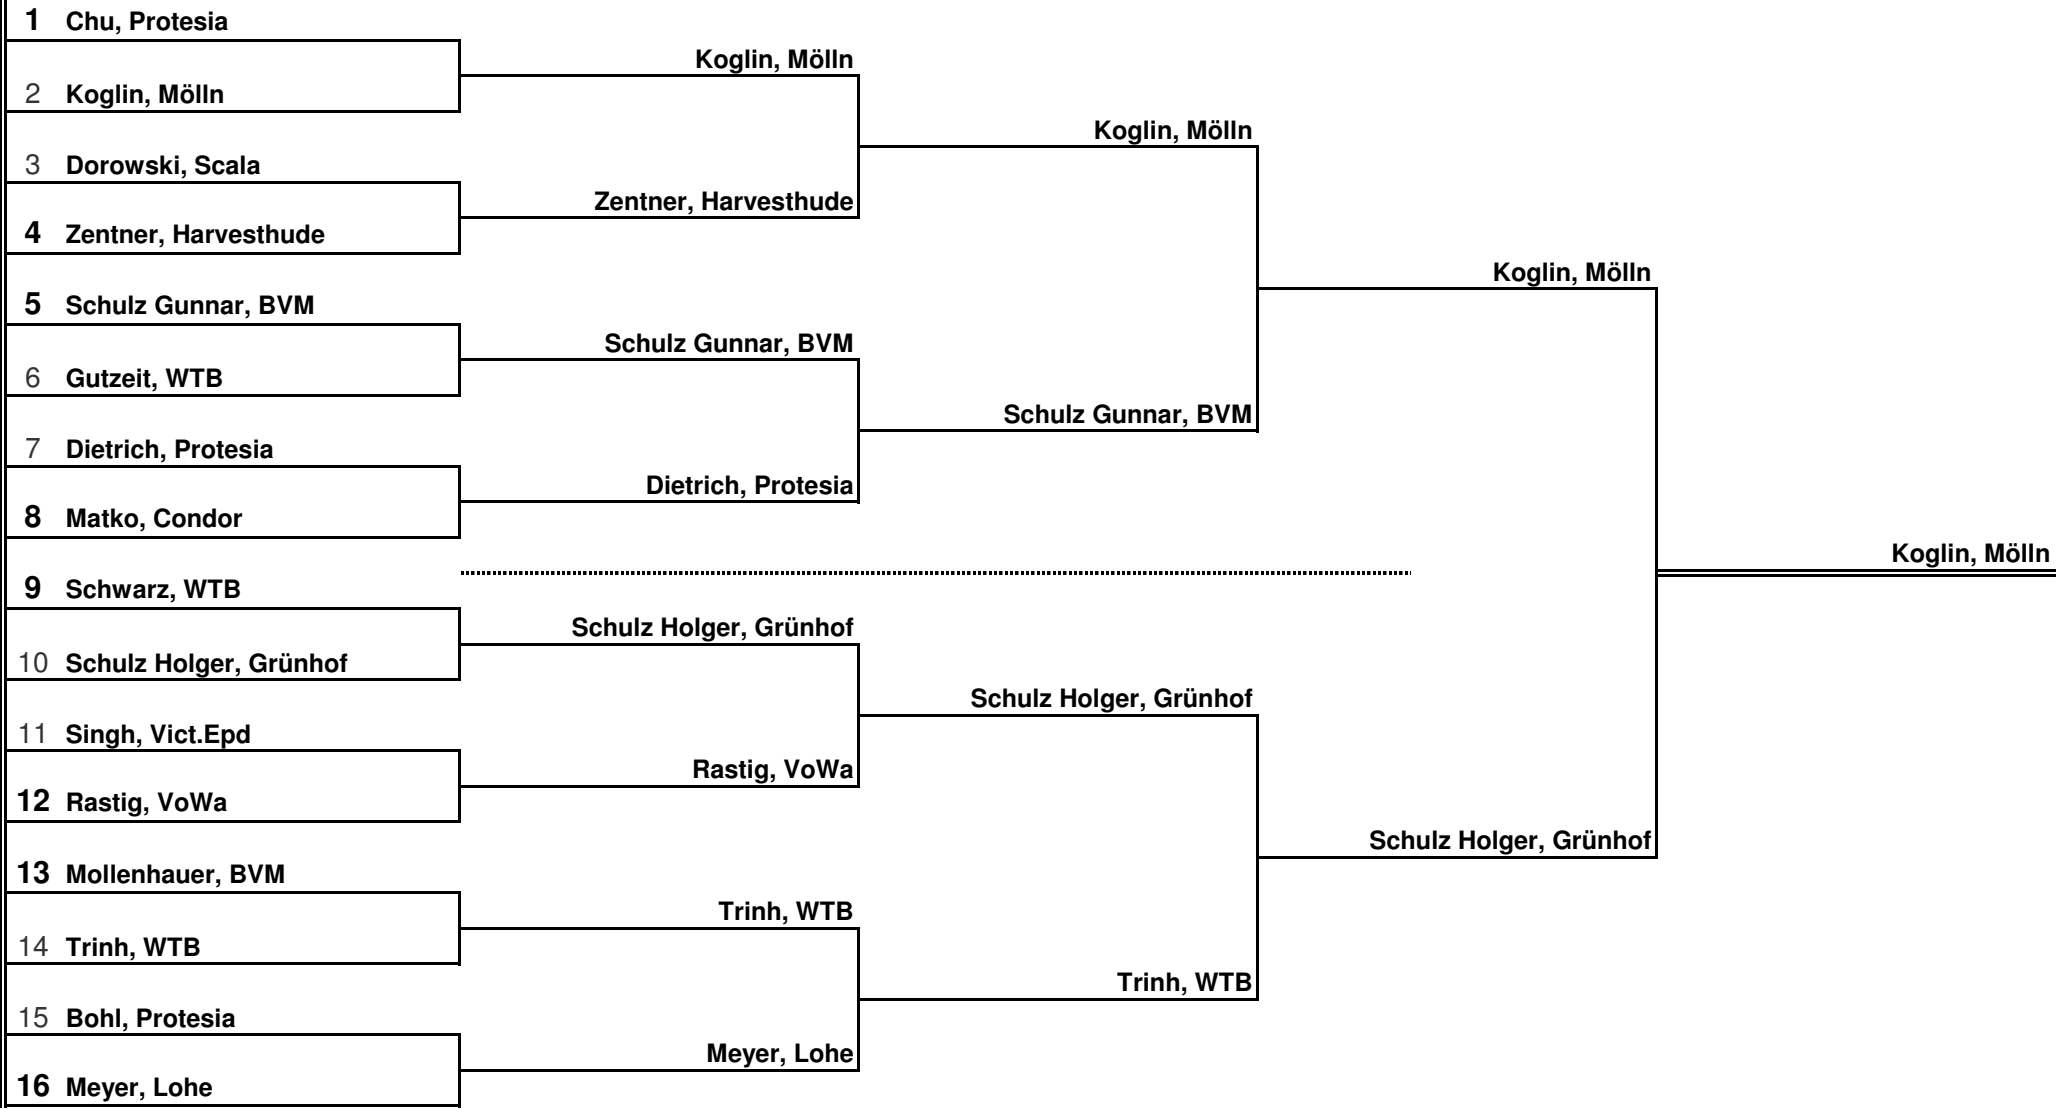 1 Chu, Protesia
Koglin, Mölln
2 Koglin, Mölln
Koglin, Mölln
3 Dorowski, Scala
Zentner, Harvesthude
4 Zentner, Harvesthude
Koglin, Mölln
5 Schulz Gunnar, BVM
Schulz Gunnar, BVM
6 Gutzeit, WTB
Schulz Gunnar, BVM
7 Dietrich, Protesia
Dietrich, Protesia
8 Matko, Condor
Koglin, Mölln
9 Schwarz, WTB
Schulz Holger, Grünhof
10 Schulz Holger, Grünhof
Schulz Holger, Grünhof
11 Singh, Vict.Epd
Rastig, VoWa
12 Rastig, VoWa
Schulz Holger, Grünhof
13 Mollenhauer, BVM
Trinh, WTB
14 Trinh, WTB
Trinh, WTB
15 Bohl, Protesia
Meyer, Lohe
16 Meyer, Lohe